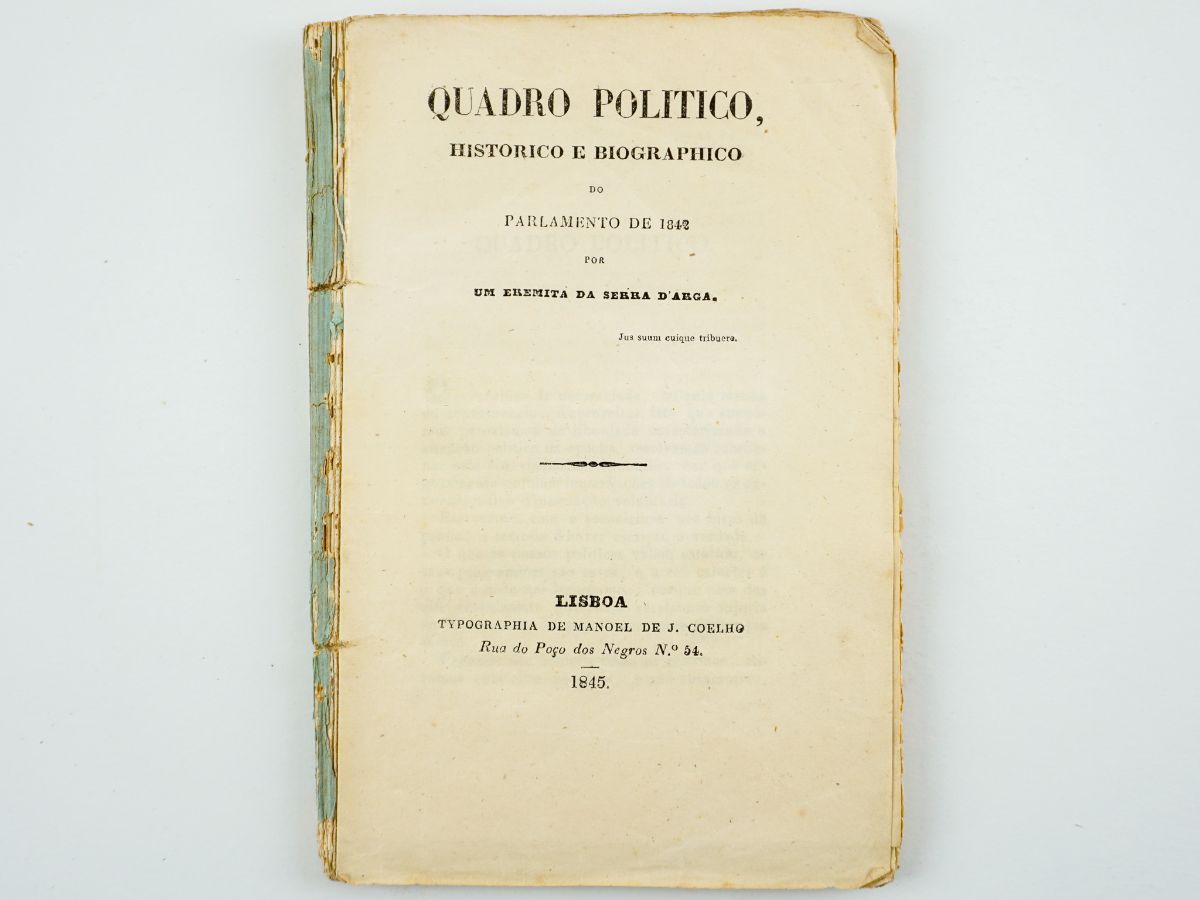 QUADRO POLITICO,
HISTORICO E BIOGRAPHICO
DO
PARLAMENTO DE 1842
POR
UM EREMITA DA SERRA D'ARGA.
Jus suum cuique tribuere.
LISBOA
TYPOGRAPHIA DE MANOEL DE J. COELHO
Rua do Poço dos Negros N.º 54.
1845.